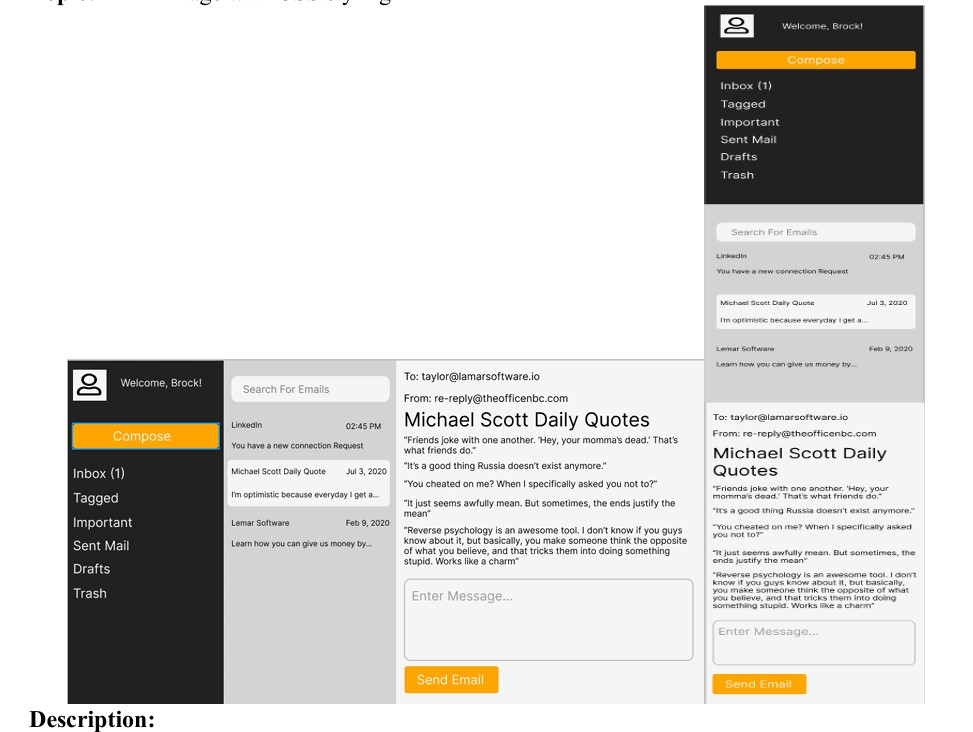 Welcome, Brock!
Compose
Inbox (1)
Tagged
Important
Sent Mail
Drafts
Trash
Search For Emails
LinkedIn 02:45 PM
You have a new connection Request
Michael Scott Daily Quote Jul 3, 2020
I'm optimistic because everyday I get a...
Lemar Software Feb 9, 2020
Learn how you can give us money by...
To: taylor@lamarsoftware.io
From: re-reply@theofficenbc.com
Michael Scott Daily
Quotes
"Friends joke with one another. 'Hey, your
momma's dead.' That's what friends do."
"It's a good thing Russia doesn't exist anymore."
"You cheated on me? When I specifically asked
you not to?"
"It just seems awfully mean. But sometimes, the
ends justify the mean"
"Reverse psychology is an awesome tool. I don't
know if you guys know about it, but basically,
you make someone think the opposite of what
you believe, and that tricks them into doing
something stupid. Works like a charm"
Enter Message...
Send Email
Welcome, Brock!
Compose
Inbox (1)
Tagged
Important
Sent Mail
Drafts
Trash
Search For Emails
LinkedIn 02:45 PM
You have a new connection Request
Michael Scott Daily Quote Jul 3, 2020
I'm optimistic because everyday I get a...
Lemar Software Feb 9, 2020
Learn how you can give us money by...
To: taylor@lamarsoftware.io
From: re-reply@theofficenbc.com
Michael Scott Daily Quotes
"Friends joke with one another. 'Hey, your momma's dead.' That's
what friends do."
"It's a good thing Russia doesn't exist anymore."
"You cheated on me? When I specifically asked you not to?"
"It just seems awfully mean. But sometimes, the ends justify the
mean"
"Reverse psychology is an awesome tool. I don't know if you guys
know about it, but basically, you make someone think the opposite
of what you believe, and that tricks them into doing something
stupid. Works like a charm"
Enter Message...
Send Email
Description: